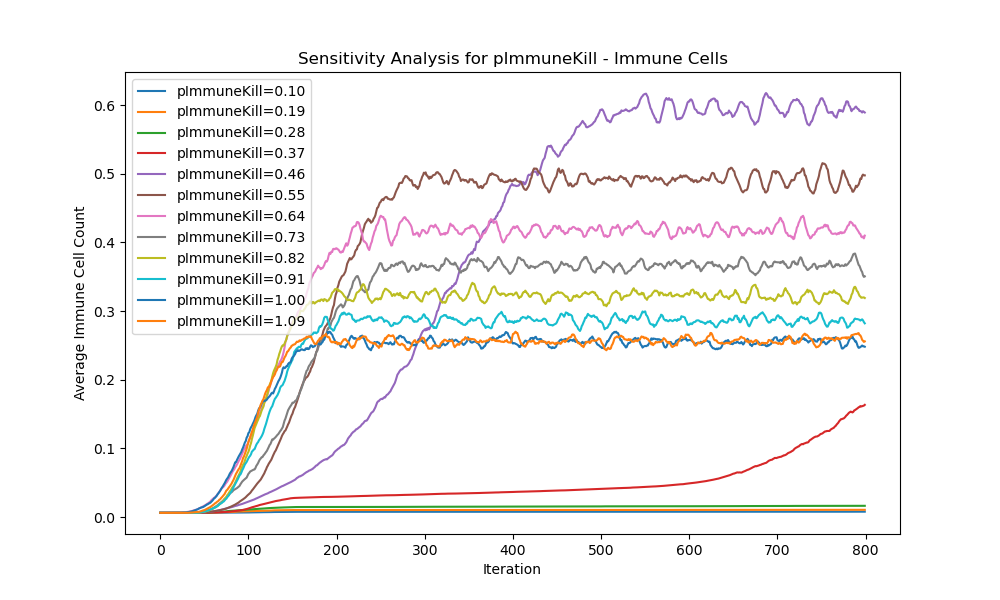 Sensitivity Analysis for pImmuneKill - Immune Cells
pImmuneKill=0.10
pImmuneKill=0.19
pImmuneKill=0.28
pImmuneKill=0.37
pImmuneKill=0.46
pImmuneKill=0.55
pImmuneKill=0.64
pImmuneKill=0.73
pImmuneKill=0.82
pImmuneKill=0.91
pImmuneKill=1.00
pImmuneKill=1.09
Average Immune Cell Count
0.6
0.5
0.4
0.3
0.2
0.1
0.0
0 100 200 300 400 500 600 700 800
Iteration